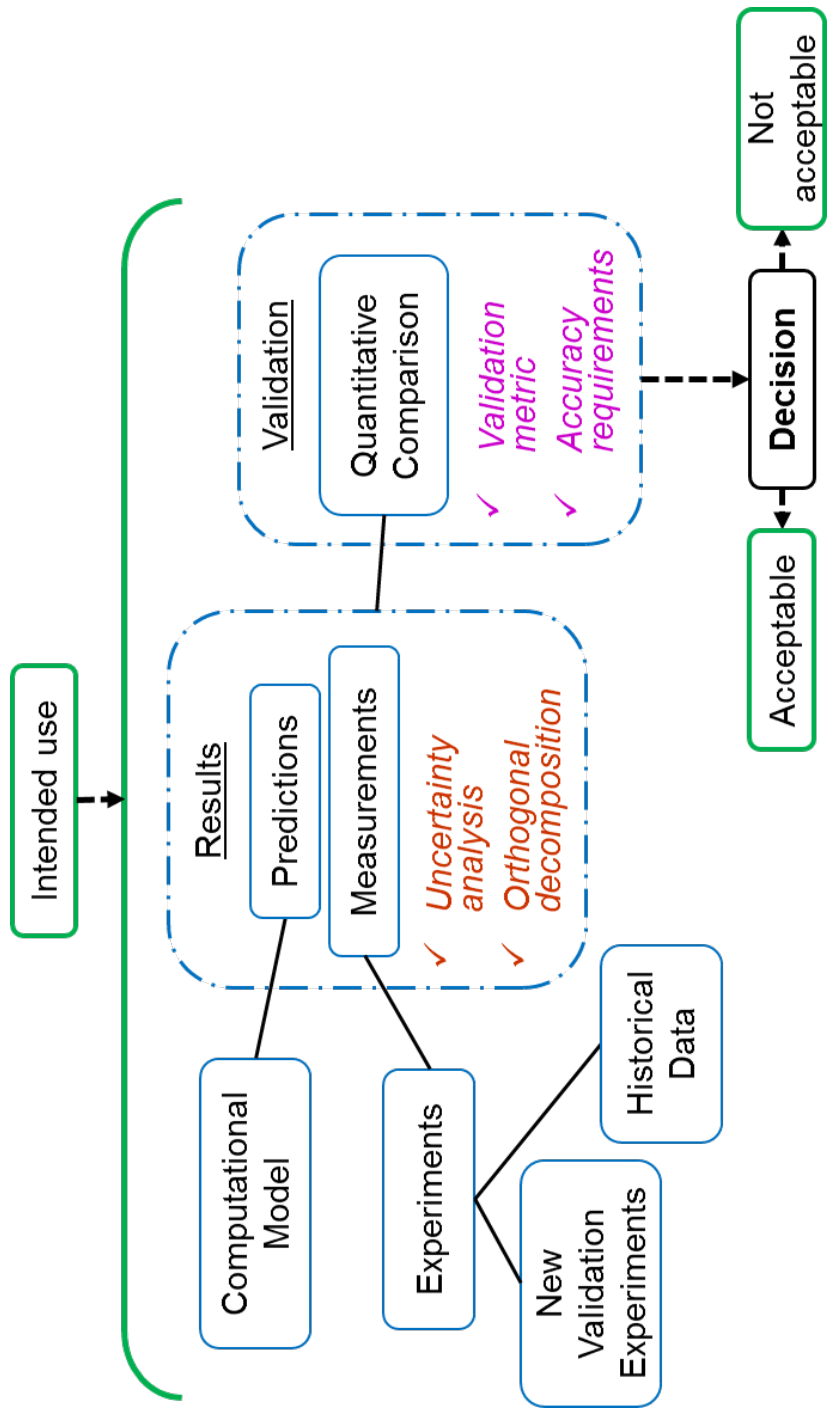 Intended use
Computational
Model
Experiments
New
Validation
Experiments
Historical
Data
Results
Predictions
Measurements
✓ Uncertainty
analysis
✓ Orthogonal
decomposition
Validation
Quantitative
Comparison
✓ Validation
metric
✓ Accuracy
requirements
Acceptable
Decision
Not
acceptable